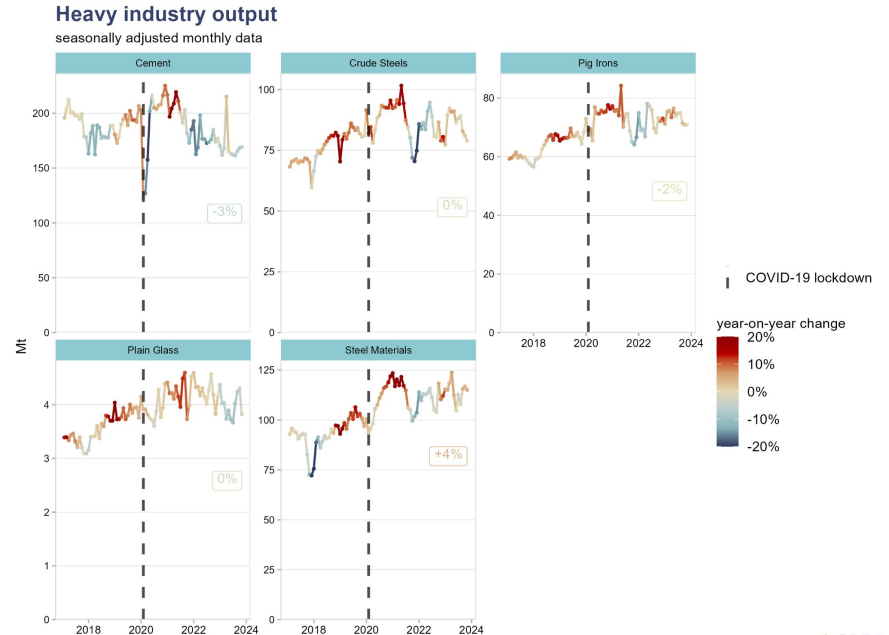 Heavy industry output
seasonally adjusted monthly data
Cement
Crude Steels
Pig Irons
200
150
100
50
0
-3%
100
75
50
25
0
0%
80
60
40
20
0
-2%
2018 2020 2022 2024
Mt
Plain Glass
Steel Materials
4
3
2
1
0
0%
2018 2020 2022 2024
125
100
75
50
25
0
+4%
2018 2020 2022 2024
COVID-19 lockdown
year-on-year change
20%
10%
0%
-10%
-20%